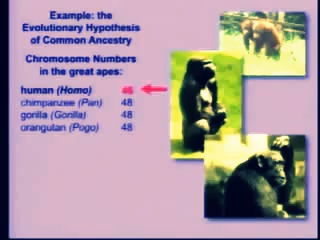 Example: the
Evolutionary Hypothesis
of Common Ancestry
Chromosome Numbers
in the great apes:
human (Homo) 46
chimpanzee (Pan) 48
gorilla (Gorilla) 48
orangutan (Pogo) 48